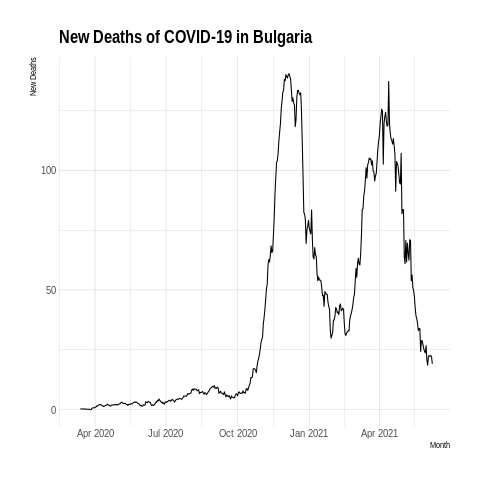 New Deaths of COVID-19 in Bulgaria
New Deaths
100
50
0
Apr 2020 Jul 2020 Oct 2020 Jan 2021 Apr 2021
Month